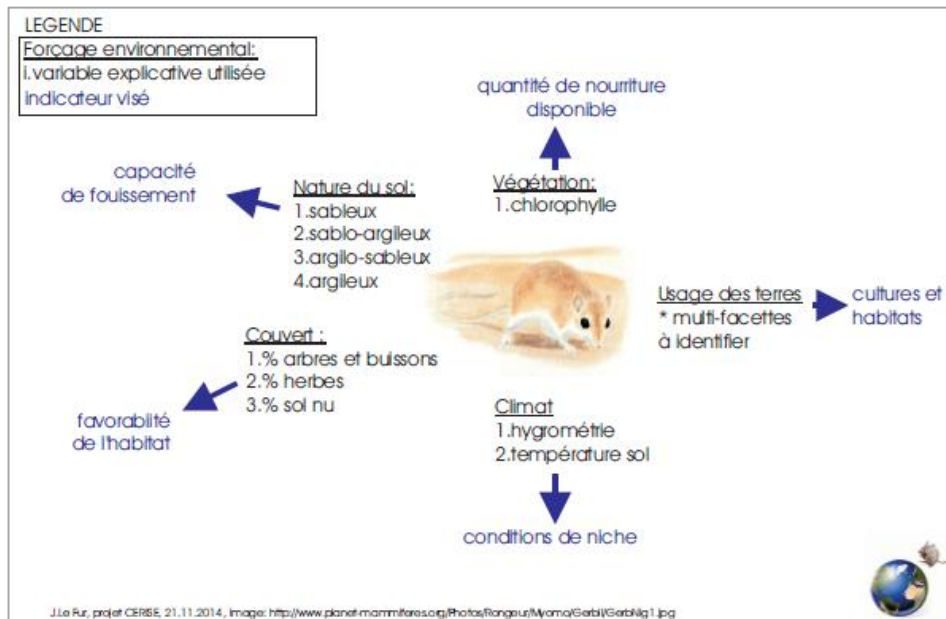 LEGENDE
Forçage environnemental:
i.variable explicative utilisée
indicateur visé
quantité de nourriture
disponible
capacité
de fouissement
Nature du sol:
1.sableux
2.sablo-argileux
3.argilo-sableux
4.argileux
Végétation:
1.chlorophylle
Usage des terres
* multi-facettes
à identifier
cultures et
habitats
Couvert :
1.% arbres et buissons
2.% herbes
3.% sol nu
favorabilité
de l'habitat
Climat
1.hygrométrie
2.température sol
conditions de niche
J.Le Fur, projet CERISE, 21.11.2014, image: http://www.planet-mammiferes.org/Photos/Rongeur/Myomo/Gerbil/GerbNig1.jpg